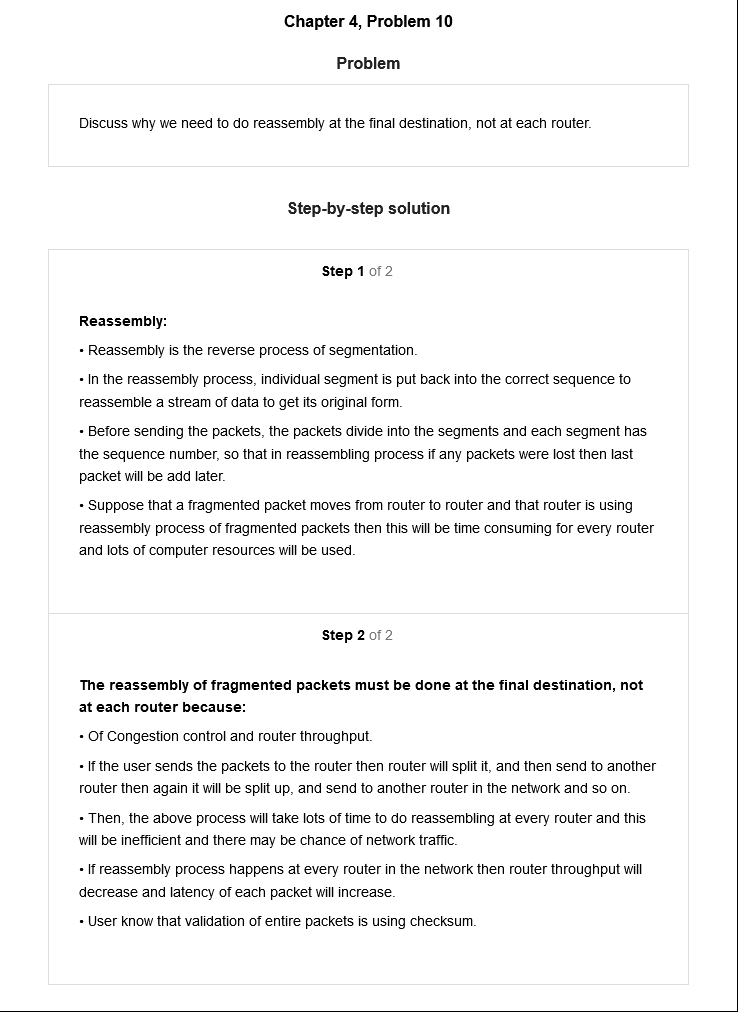 Chapter 4, Problem 10
Problem
Discuss why we need to do reassembly at the final destination, not at each router.
Step-by-step solution
Step 1 of 2
Reassembly:
• Reassembly is the reverse process of segmentation.
• In the reassembly process, individual segment is put back into the correct sequence to
reassemble a stream of data to get its original form.
• Before sending the packets, the packets divide into the segments and each segment has
the sequence number, so that in reassembling process if any packets were lost then last
packet will be add later.
• Suppose that a fragmented packet moves from router to router and that router is using
reassembly process of fragmented packets then this will be time consuming for every router
and lots of computer resources will be used.
Step 2 of 2
The reassembly of fragmented packets must be done at the final destination, not
at each router because:
• Of Congestion control and router throughput.
• If the user sends the packets to the router then router will split it, and then send to another
router then again it will be split up, and send to another router in the network and so on.
• Then, the above process will take lots of time to do reassembling at every router and this
will be inefficient and there may be chance of network traffic.
• If reassembly process happens at every router in the network then router throughput will
decrease and latency of each packet will increase.
• User know that validation of entire packets is using checksum.